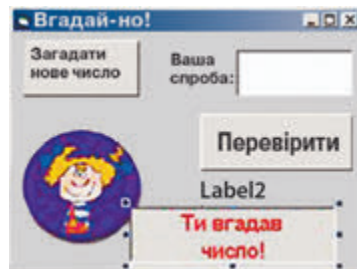 Вгадай-но!
Загадати
нове число
Ваша
спроба:
Перевірити
Label2
Ти вгадав
число!